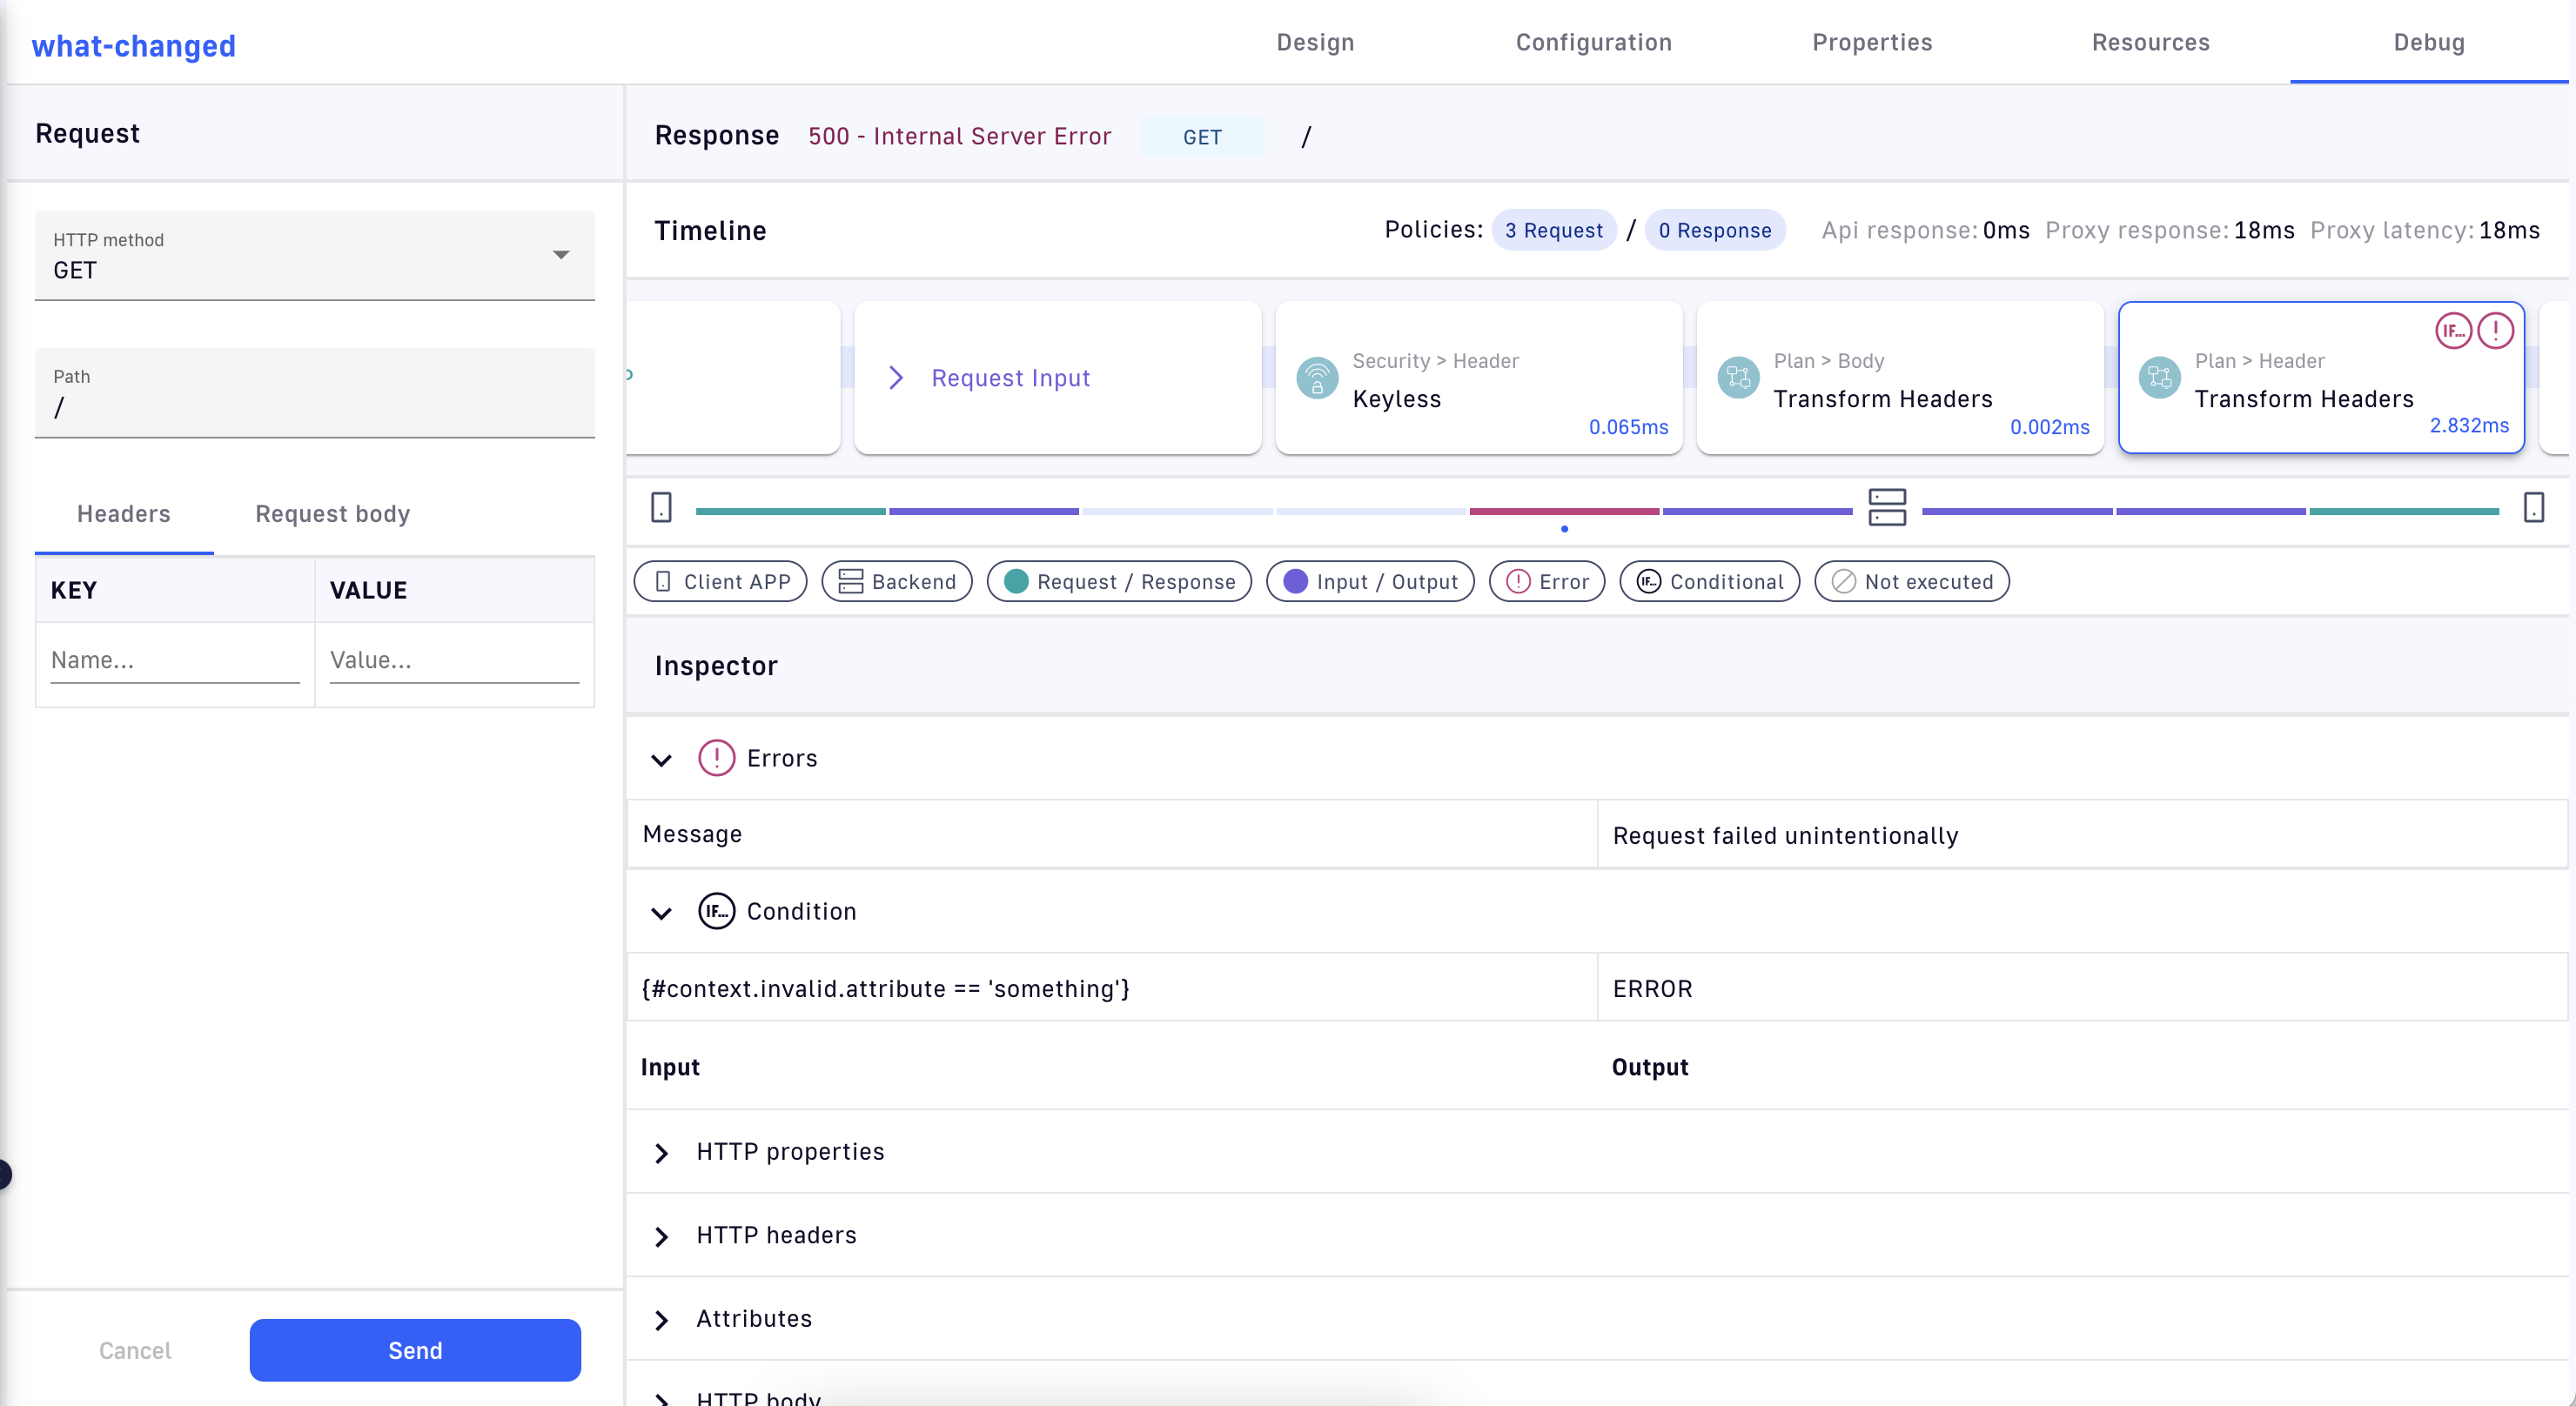 what-changed
Design
Configuration
Properties
Resources
Debug
Request
HTTP method
GET
Path
/
Headers
Request body
KEY
VALUE
Name...
Value...
Cancel
Send
Response 500 - Internal Server Error GET /
Timeline
Policies: 3 Request / 0 Response Api response: 0ms Proxy response: 18ms Proxy latency: 18ms
Request Input
Security > Header
Keyless
0.065ms
Plan > Body
Transform Headers
0.002ms
IF...
Plan > Header
Transform Headers
2.832ms
Client APP
Backend
Request / Response
Input / Output
Error
IF... Conditional
Not executed
Inspector
Errors
Message
Request failed unintentionally
IF... Condition
{#context.invalid.attribute == 'something'}
ERROR
Input
Output
HTTP properties
HTTP headers
Attributes
HTTP body